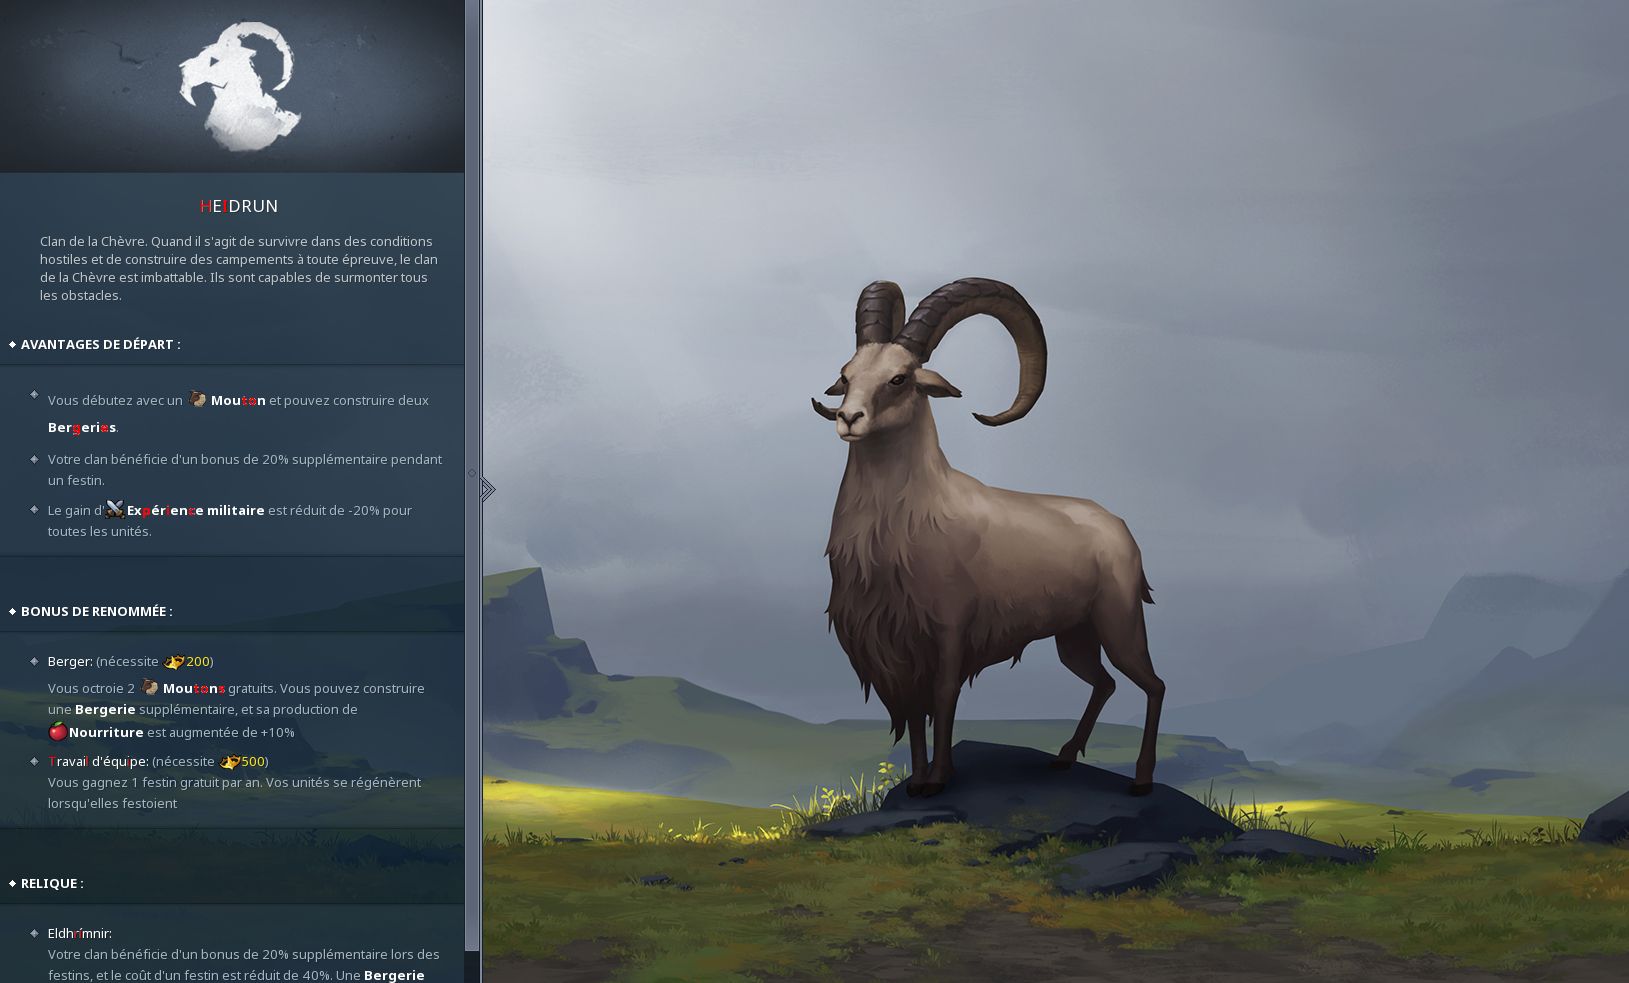 HEIDRUN
Clan de la Chèvre. Quand il s'agit de survivre dans des conditions
hostiles et de construire des campements à toute épreuve, le clan
de la Chèvre est imbattable. Ils sont capables de surmonter tous
les obstacles.
AVANTAGES DE DÉPART :
Vous débutez avec un Mouton et pouvez construire deux
Bergeries.
Votre clan bénéficie d'un bonus de 20% supplémentaire pendant
un festin.
Le gain d'Expérience militaire est réduit de -20% pour
toutes les unités.
BONUS DE RENOMMÉE :
Berger: (nécessite 200)
Vous octroie 2 Moutons gratuits. Vous pouvez construire
une Bergerie supplémentaire, et sa production de
Nourriture est augmentée de +10%
Travail d'équipe: (nécessite 500)
Vous gagnez 1 festin gratuit par an. Vos unités se régénèrent
lorsqu'elles festoient
RELIQUE :
Eldhrímnir:
Votre clan bénéficie d'un bonus de 20% supplémentaire lors des
festins, et le coût d'un festin est réduit de 40%. Une Bergerie